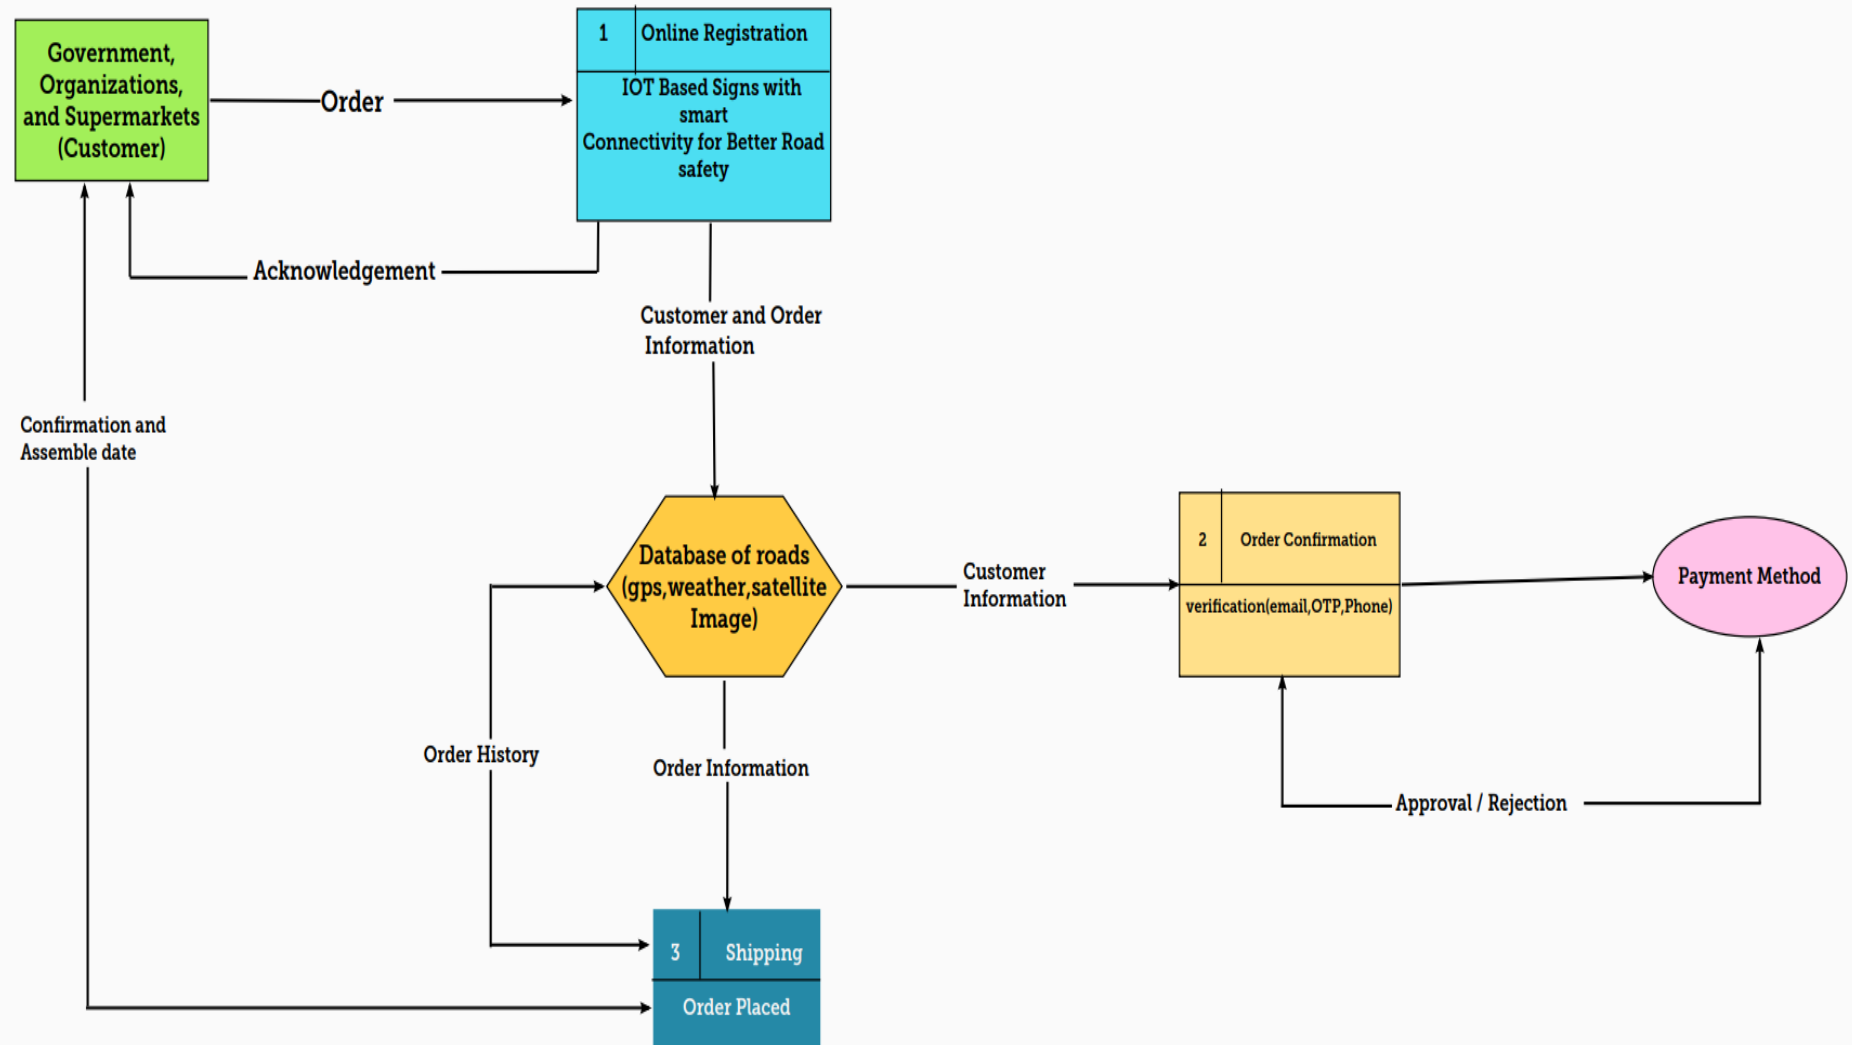 Government,
Organizations,
and Supermarkets
(Customer)
Order
1
Online Registration
IOT Based Signs with
smart
Connectivity for Better Road
safety
Acknowledgement
Customer and Order
Information
Confirmation and
Assemble date
Database of roads
(gps,weather,satellite
Image)
Customer
Information
2
Order Confirmation
verification(email,OTP,Phone)
Payment Method
Order History
Order Information
Approval / Rejection
3
Shipping
Order Placed